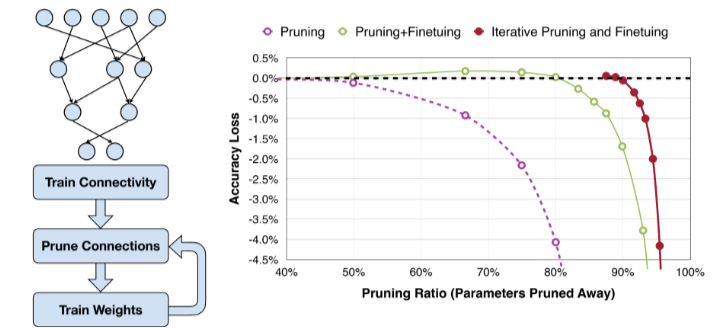 Train Connectivity
Prune Connections
Train Weights
Pruning Pruning+Finetuing Iterative Pruning and Finetuing
Accuracy Loss
0.5%
0.0%
-0.5%
-1.0%
-1.5%
-2.0%
-2.5%
-3.0%
-3.5%
-4.0%
-4.5%
40% 50% 60% 70% 80% 90% 100%
Pruning Ratio (Parameters Pruned Away)